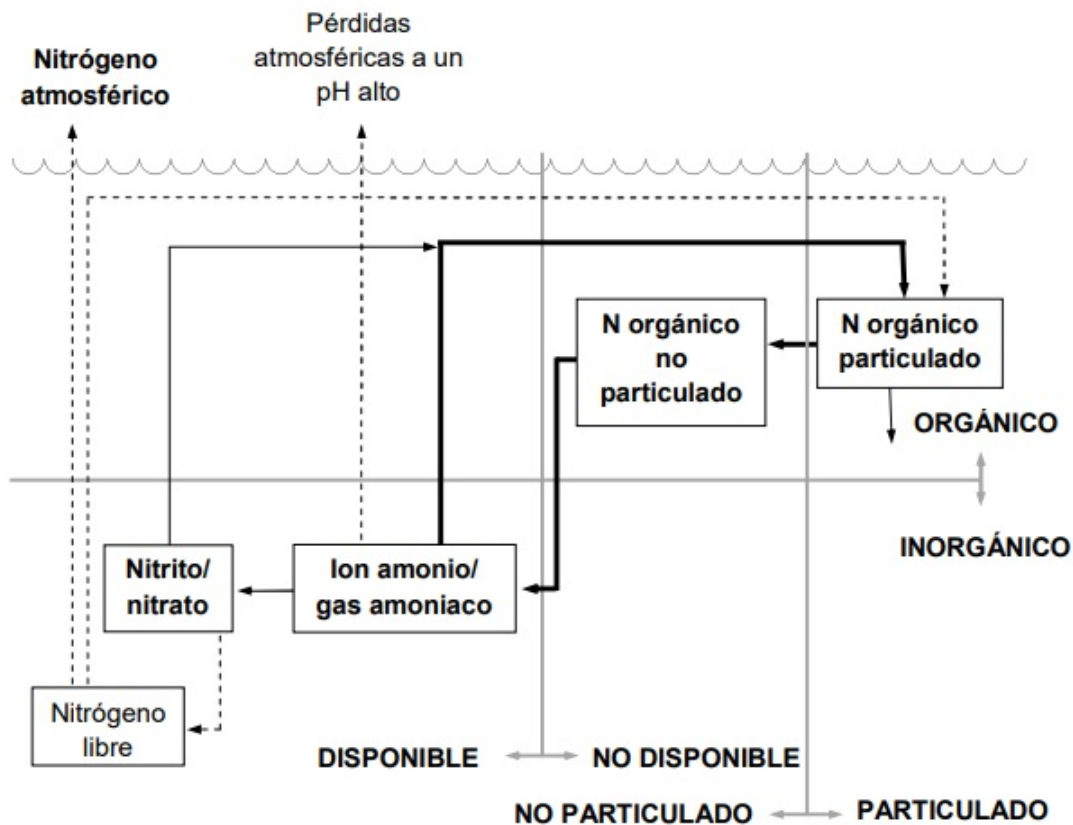 Nitrógeno
atmosférico
Pérdidas
atmosféricas a un
pH alto
N orgánico
no
particulado
N orgánico
particulado
ORGÁNICO
INORGÁNICO
Nitrito/
nitrato
Ion amonio/
gas amoniaco
Nitrógeno
libre
DISPONIBLE
NO DISPONIBLE
NO PARTICULADO
PARTICULADO